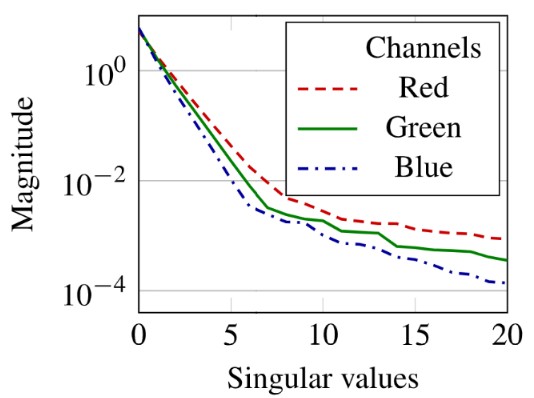 Channels
Red
Green
Blue
Magnitude
10^0
10^−2
10^−4
0 5 10 15 20
Singular values